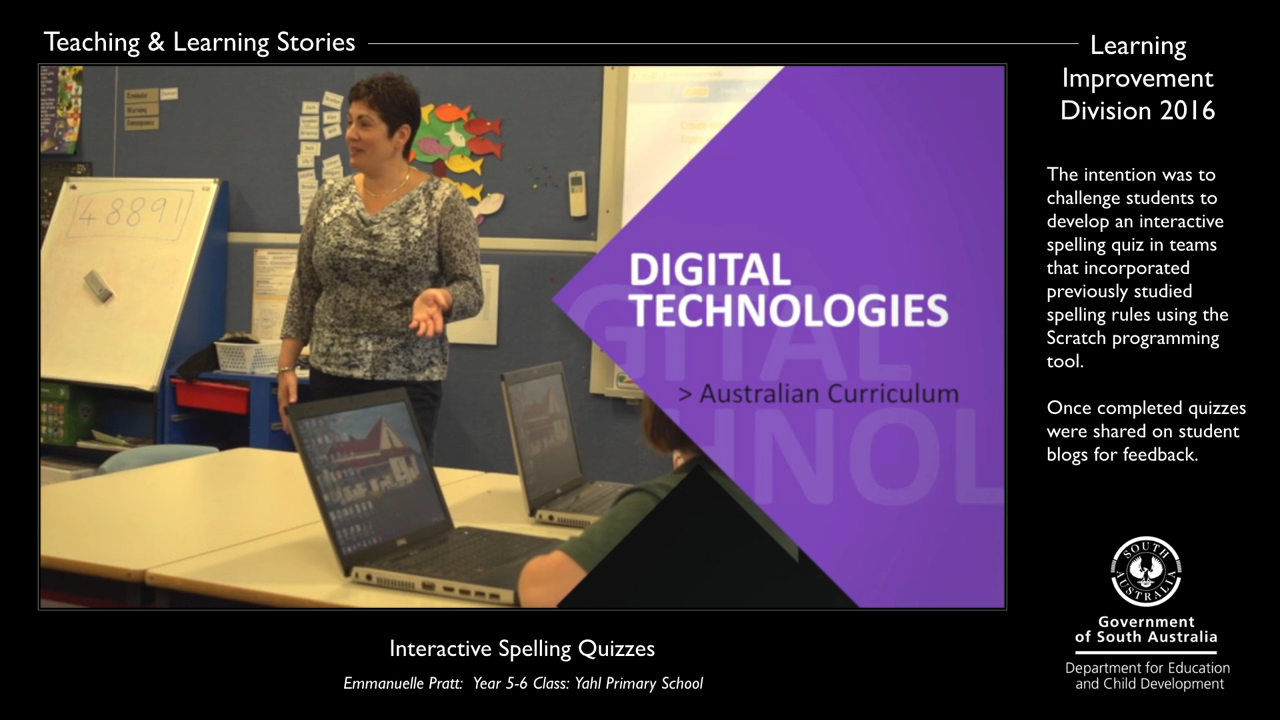 Teaching & Learning Stories
Learning
Improvement
Division 2016
Reminder
Warning
Consequence
48891
DIGITAL
TECHNOLOGIES
> Australian Curriculum
The intention was to
challenge students to
develop an interactive
spelling quiz in teams
that incorporated
previously studied
spelling rules using the
Scratch programming
tool.
Once completed quizzes
were shared on student
blogs for feedback.
SOUTH
AUSTRALIA
Government
of South Australia
Department for Education
and Child Development
Interactive Spelling Quizzes
Emmanuelle Pratt: Year 5-6 Class: Yahl Primary School